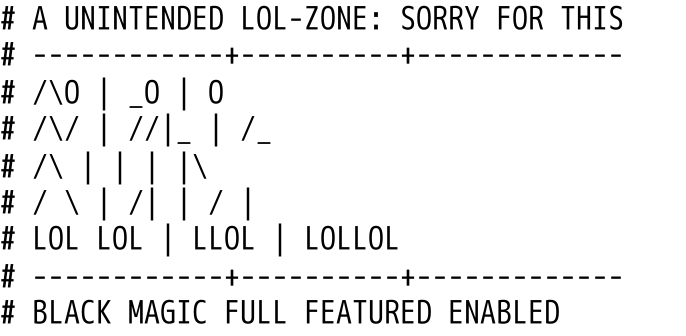 # A UNINTENDED LOL-ZONE: SORRY FOR THIS
# ------------+----------+-------------
# /\O | _O | O
# /\/ | //|_ | /_
# /\ | | | |\
# / \ | /| | / |
# LOL LOL | LLOL | LOLLOL
# ------------+----------+-------------
# BLACK MAGIC FULL FEATURED ENABLED